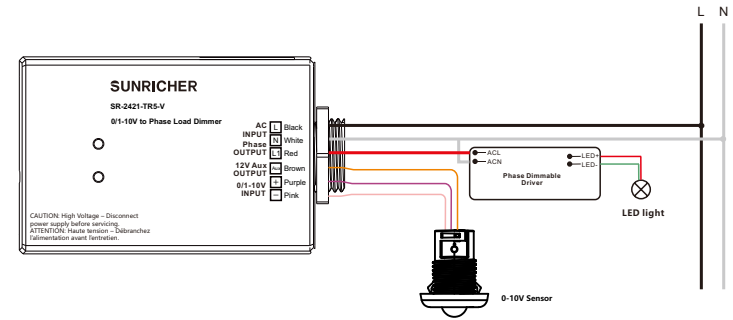 L N
SUNRICHER
SR-2421-TR5-V
0/1-10V to Phase Load Dimmer
AC
INPUT
L Black
N White
Phase
OUTPUT
L1 Red
12V Aux
OUTPUT
Aux Brown
0/1-10V
INPUT
+ Purple
− Pink
CAUTION: High Voltage – Disconnect
power supply before servicing.
ATTENTION: Haute tension – Débranchez
l'alimentation avant l'entretien.
ACL
ACN
LED+
LED-
Phase Dimmable
Driver
LED light
0-10V Sensor